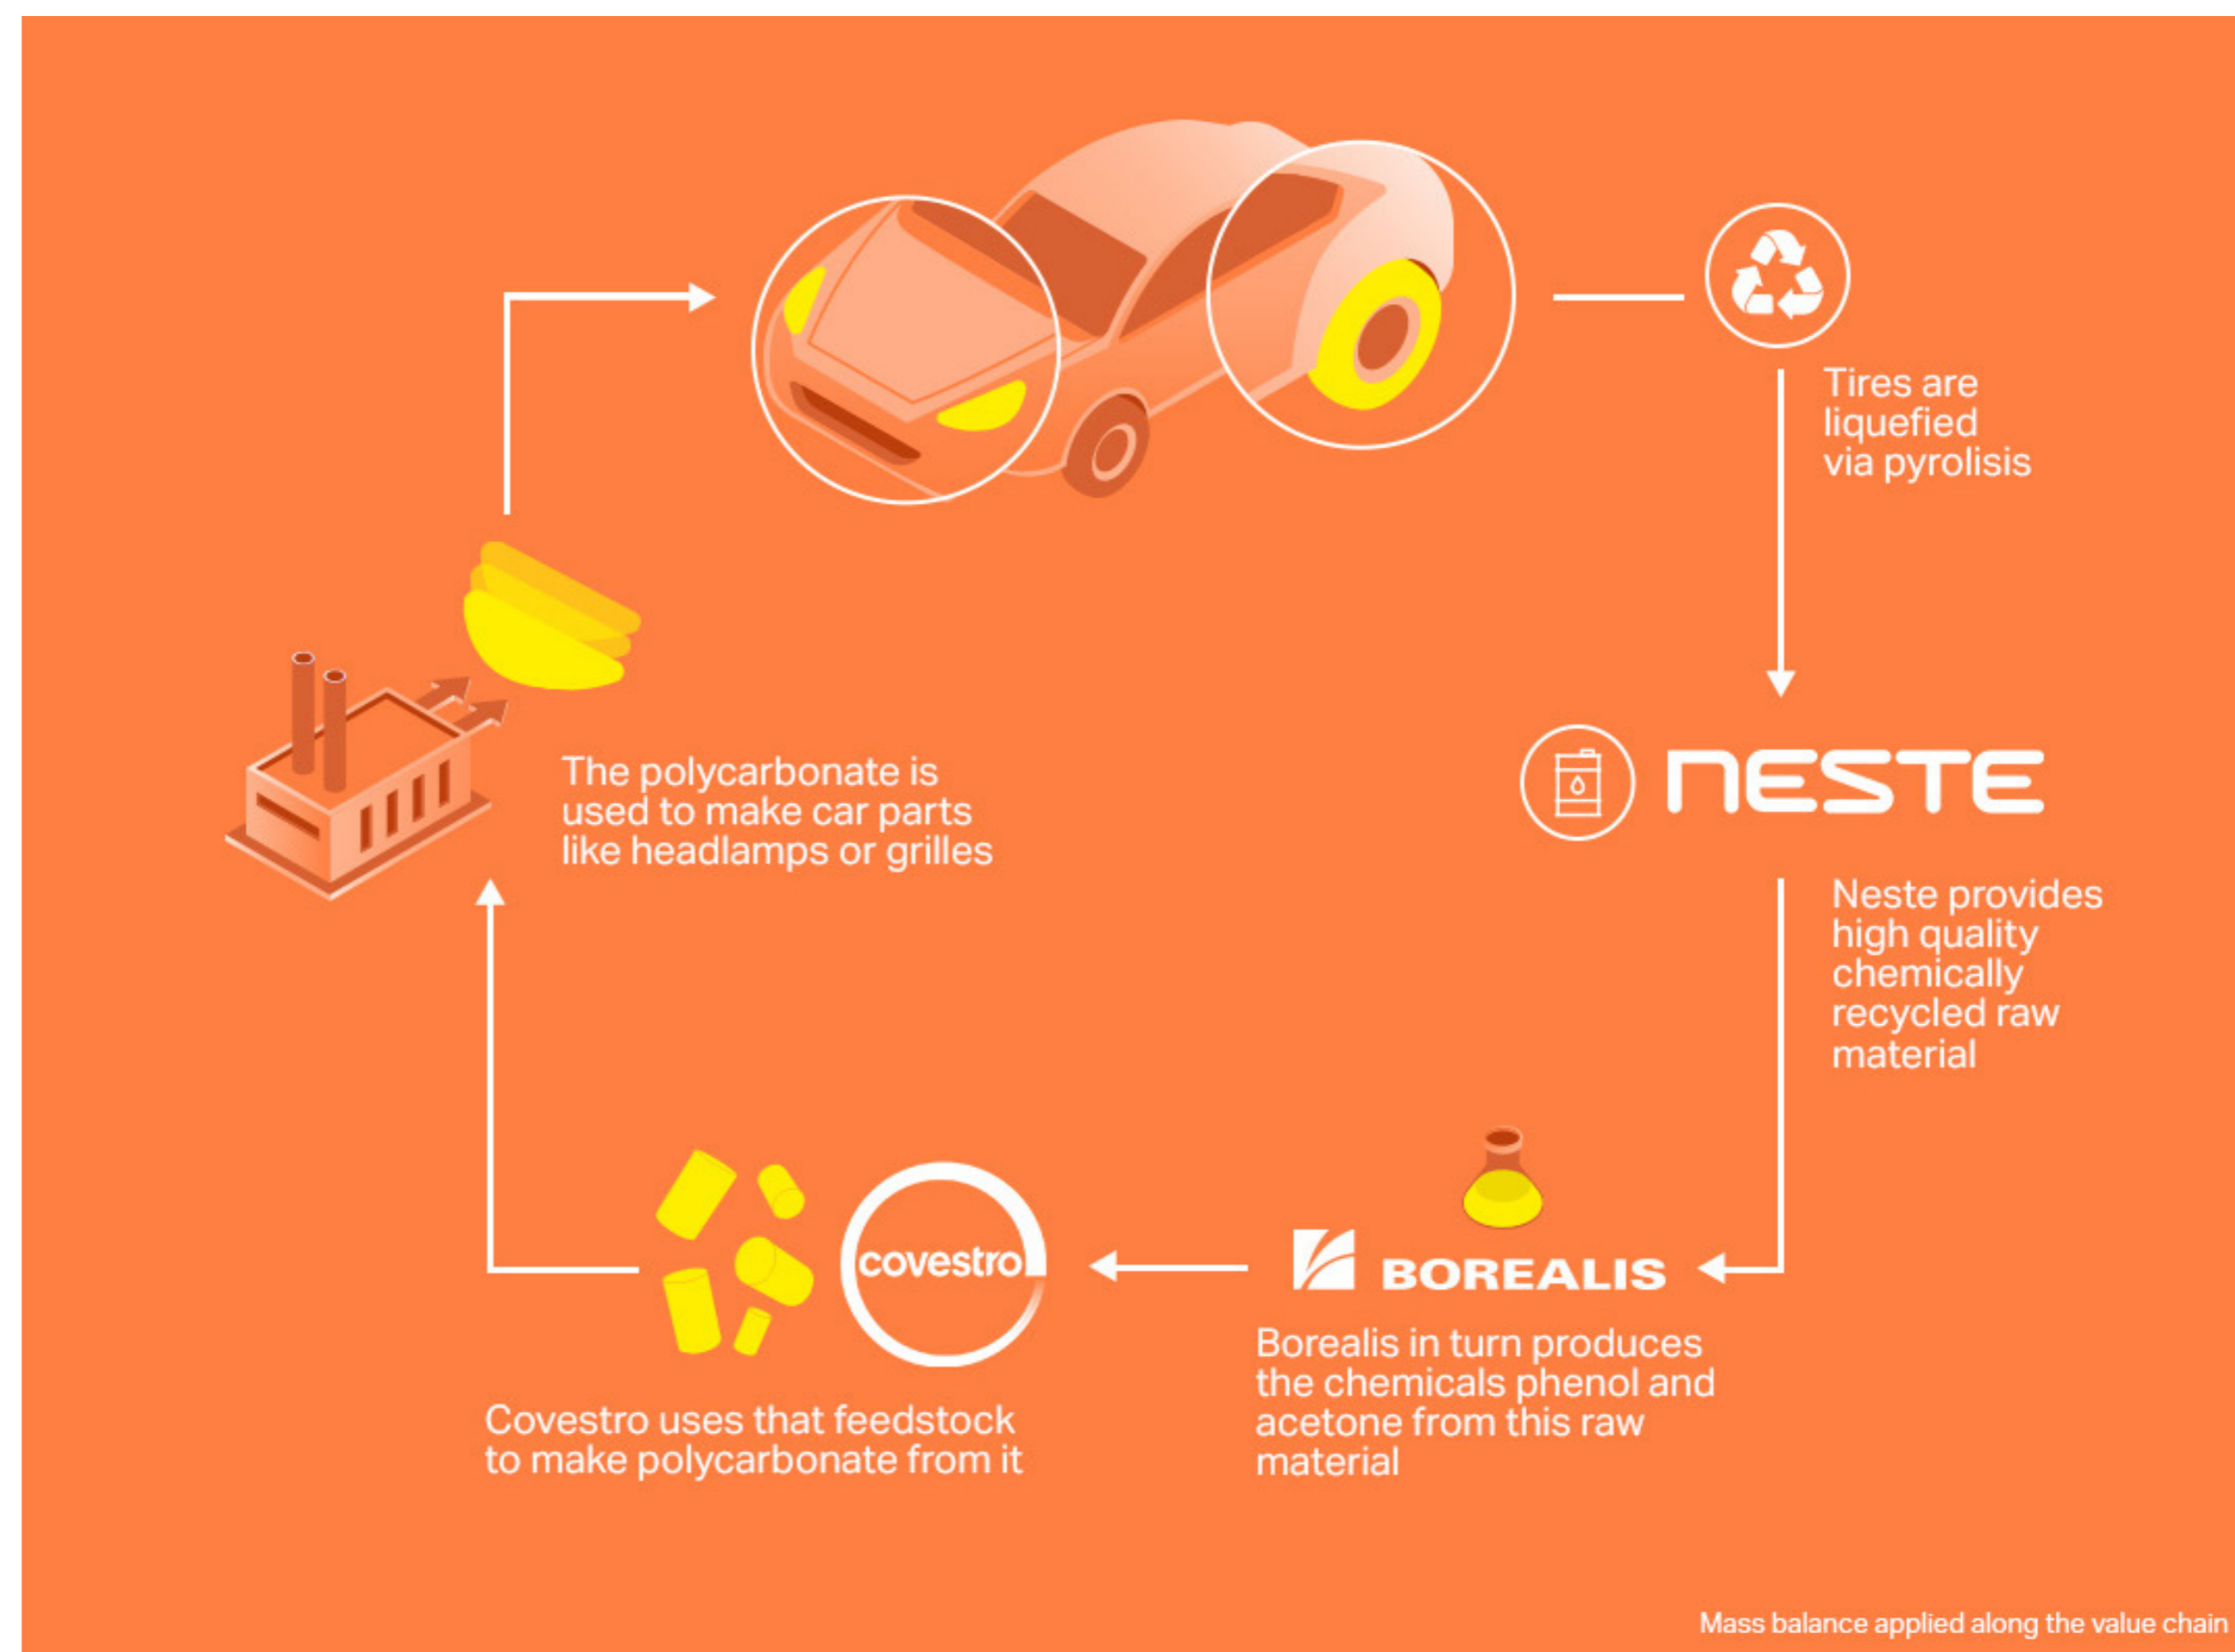 Tires are
liquefied
via pyrolisis
NESTE
Neste provides
high quality
chemically
recycled raw
material
BOREALIS
Borealis in turn produces
the chemicals phenol and
acetone from this raw
material
covestro
Covestro uses that feedstock
to make polycarbonate from it
The polycarbonate is
used to make car parts
like headlamps or grilles
Mass balance applied along the value chain